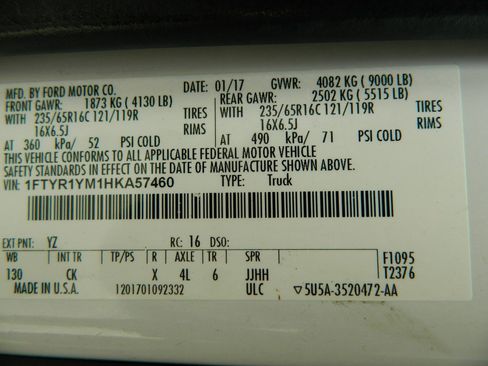 MFD. BY FORD MOTOR CO. DATE: 01/17 GVWR: 4082 KG ( 9000 LB)
FRONT GAWR: 1873 KG ( 4130 LB) REAR GAWR: 2502 KG ( 5515 LB)
WITH 235/65R16C 121/119R TIRES WITH 235/65R16C 121/119R TIRES
16X6.5J RIMS 16X6.5J RIMS
AT 360 kPa/ 52 PSI COLD AT 490 kPa/ 71 PSI COLD
THIS VEHICLE CONFORMS TO ALL APPLICABLE FEDERAL MOTOR VEHICLE
SAFETY STANDARDS IN EFFECT ON THE DATE OF MANUFACTURE SHOWN ABOVE.
VIN: 1FTYR1YM1HKA57460 TYPE: Truck
EXT PNT: YZ RC: 16 DSO:
WB INT TR TP/PS R AXLE TR SPR F1095
130 CK X 4L 6 JJHH T2376
MADE IN U.S.A. 1201701092332 ULC ▽5U5A-3520472-AA